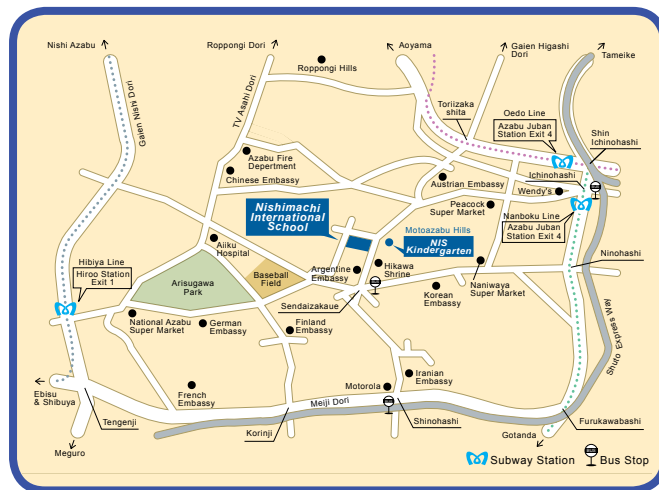 Nishi Azabu
Roppongi Dori
Roppongi Hills
Aoyama
Gaien Higashi
Dori
Tameike
Gaien Nishi Dori
TV Asahi Dori
Toriizaka
shita
Oedo Line
Azabu Juban
Station Exit 4
Shin
Ichinohashi
Azabu Fire
Depertment
Chinese Embassy
Austrian Embassy
Ichinohashi
Wendy's
Peacock
Super Market
Nishimachi
International
School
Nanboku Line
Azabu Juban
Station Exit 4
Motoazabu Hills
NIS
Kindergarten
Aiiku
Hospital
Ninohashi
Hibiya Line
Hiroo Station
Exit 1
Arisugawa
Park
Baseball
Field
Argentine
Embassy
Hikawa
Shrine
Naniwaya
Super Market
Korean
Embassy
Sendaizakaue
National Azabu
Super Market
German
Embassy
Finland
Embassy
Shuto Express Way
French
Embassy
Motorola
Iranian
Embassy
Ebisu
& Shibuya
Meiji Dori
Tengenji
Korinji
Shinohashi
Furukawabashi
Meguro
Gotanda
Subway Station
Bus Stop